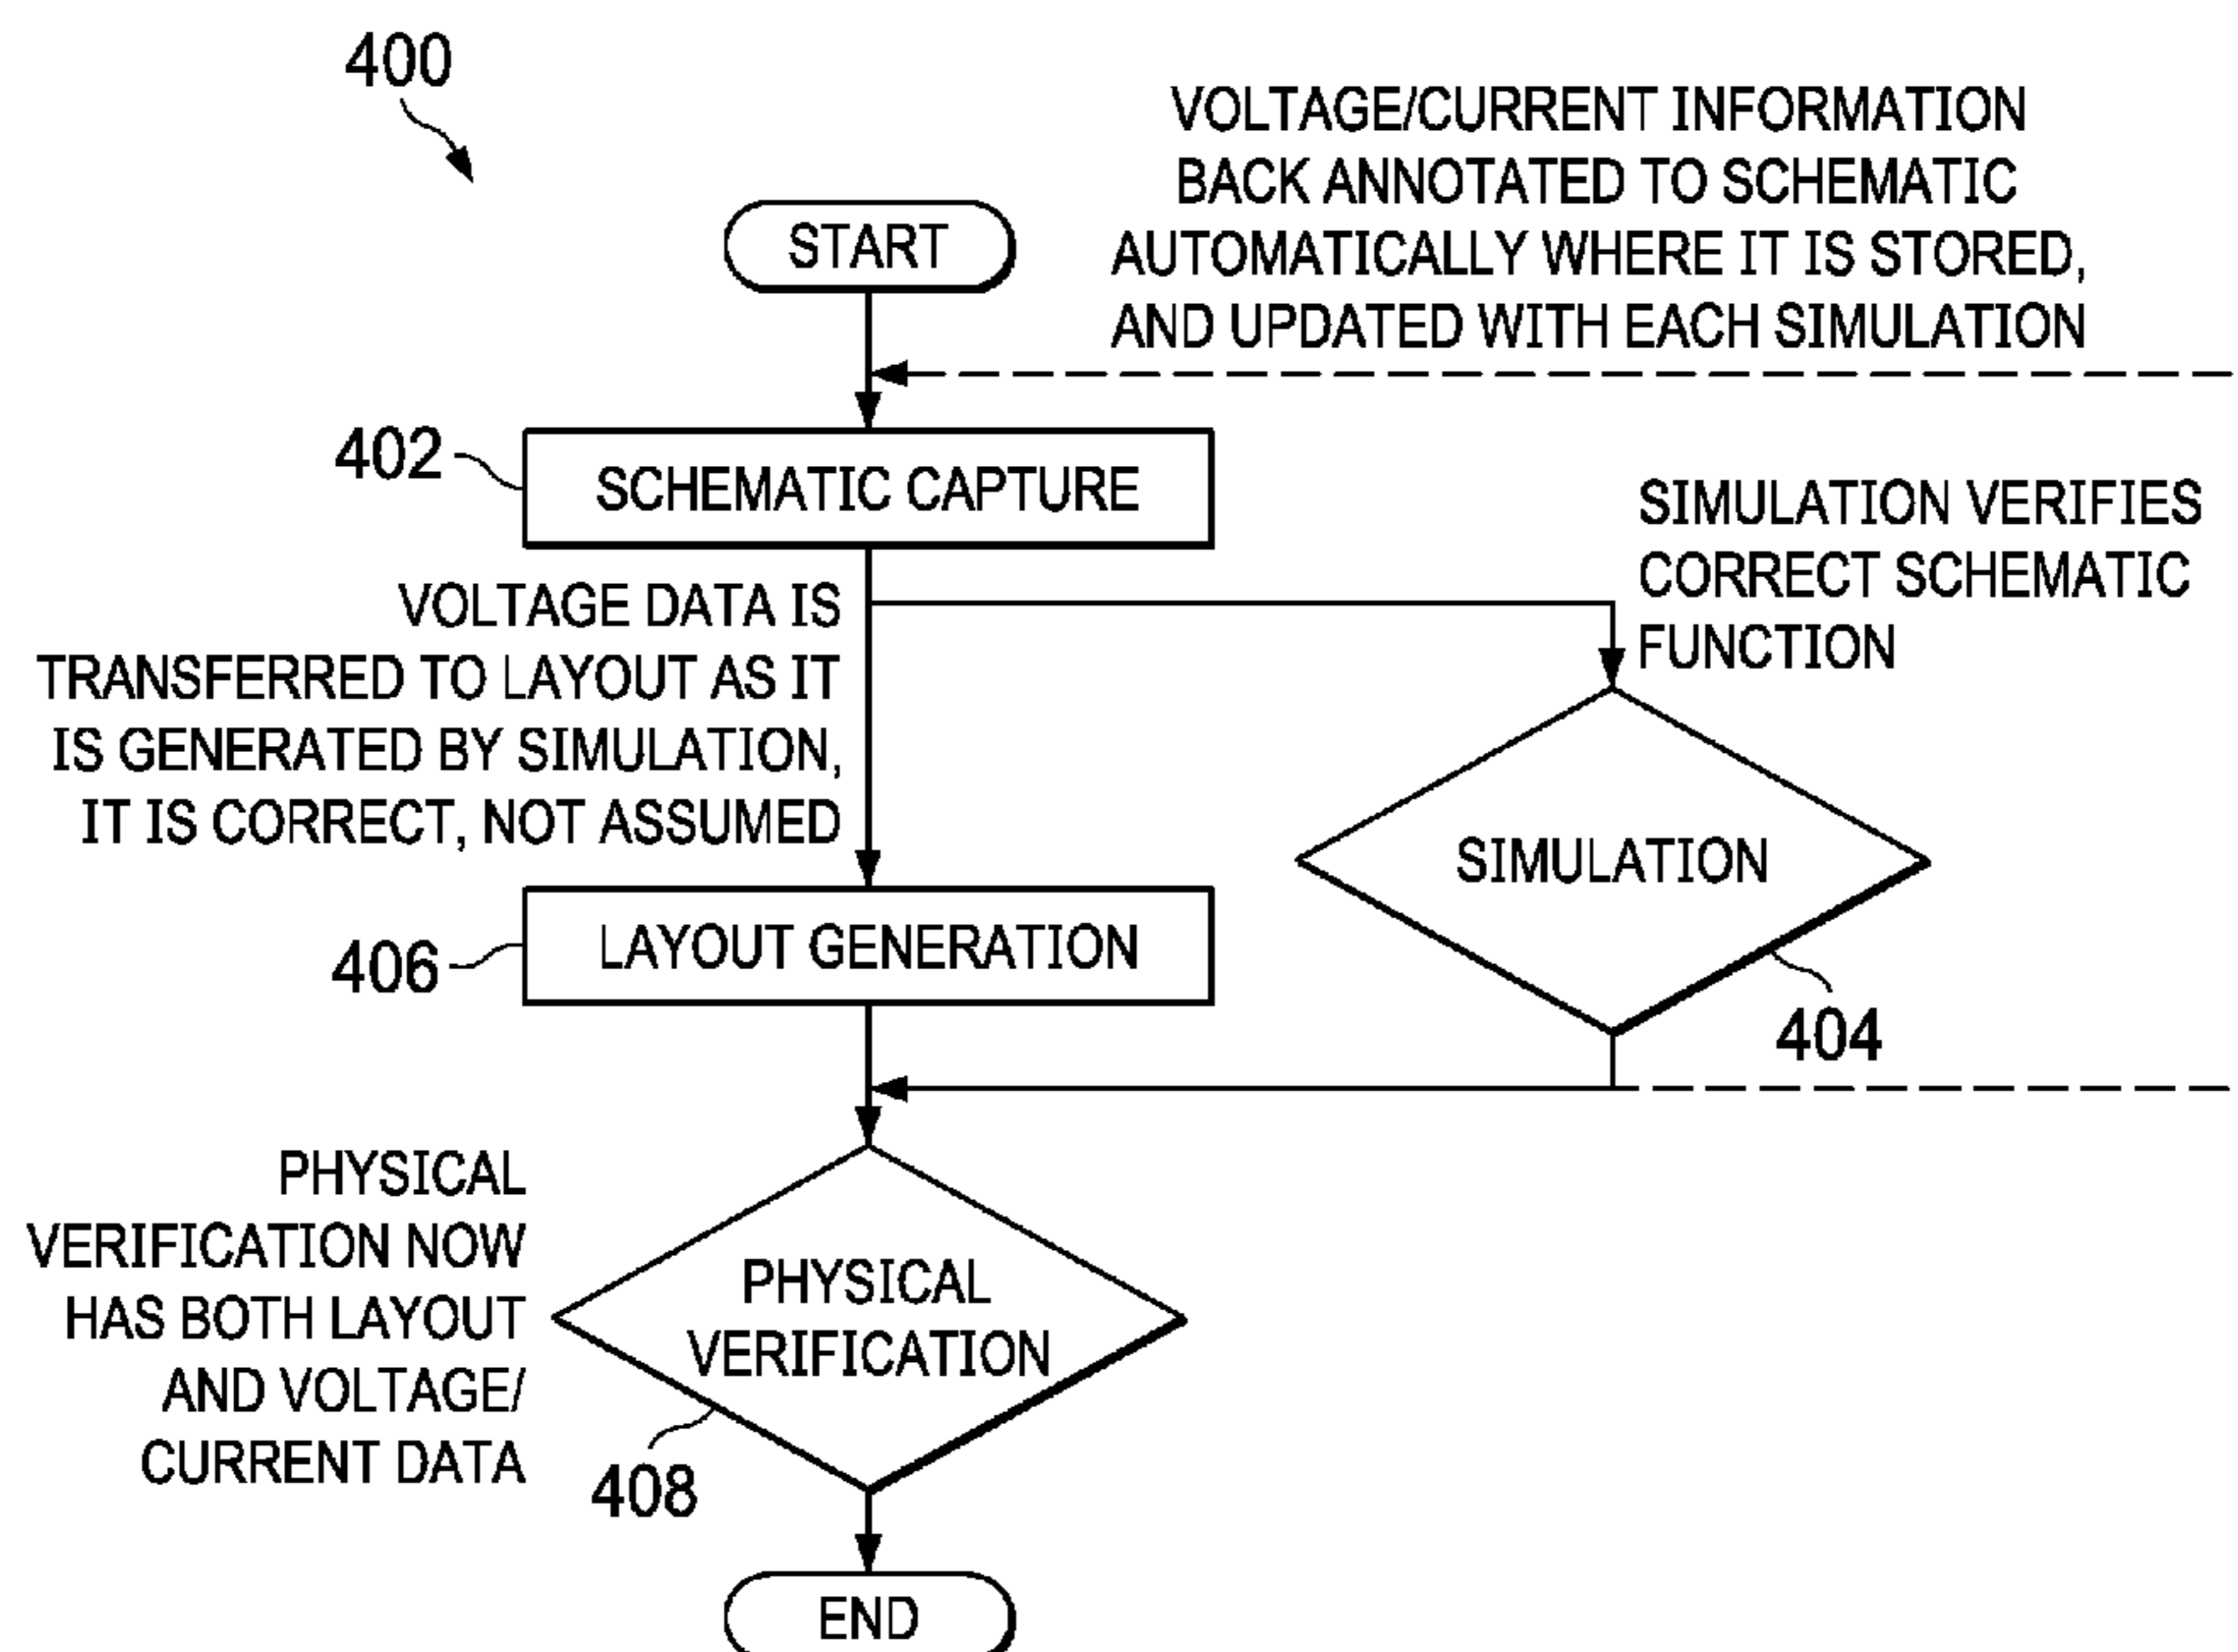 400
VOLTAGE/CURRENT INFORMATION
BACK ANNOTATED TO SCHEMATIC
AUTOMATICALLY WHERE IT IS STORED,
AND UPDATED WITH EACH SIMULATION
START
402
SCHEMATIC CAPTURE
SIMULATION VERIFIES
CORRECT SCHEMATIC
FUNCTION
VOLTAGE DATA IS
TRANSFERRED TO LAYOUT AS IT
IS GENERATED BY SIMULATION,
IT IS CORRECT, NOT ASSUMED
SIMULATION
404
406
LAYOUT GENERATION
PHYSICAL
VERIFICATION NOW
HAS BOTH LAYOUT
AND VOLTAGE/
CURRENT DATA
PHYSICAL
VERIFICATION
408
END